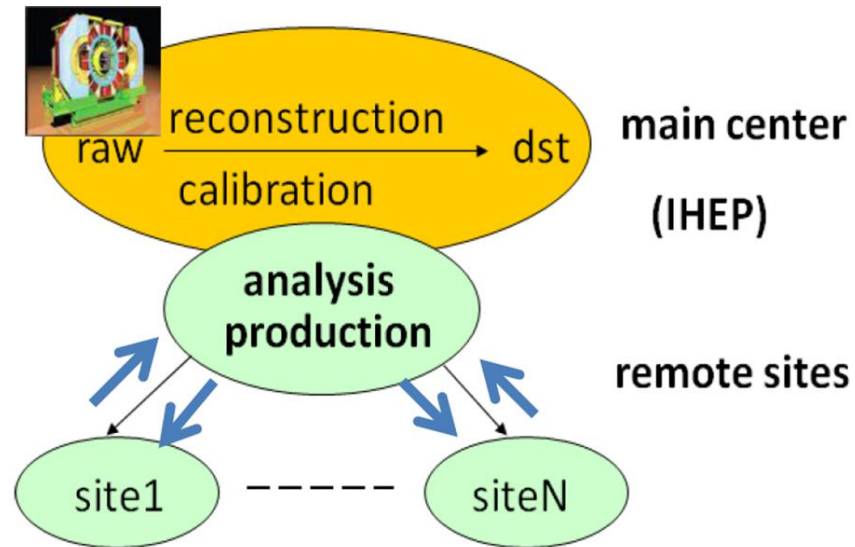 reconstruction
raw
dst
calibration
main center
(IHEP)
analysis
production
remote sites
site1
siteN